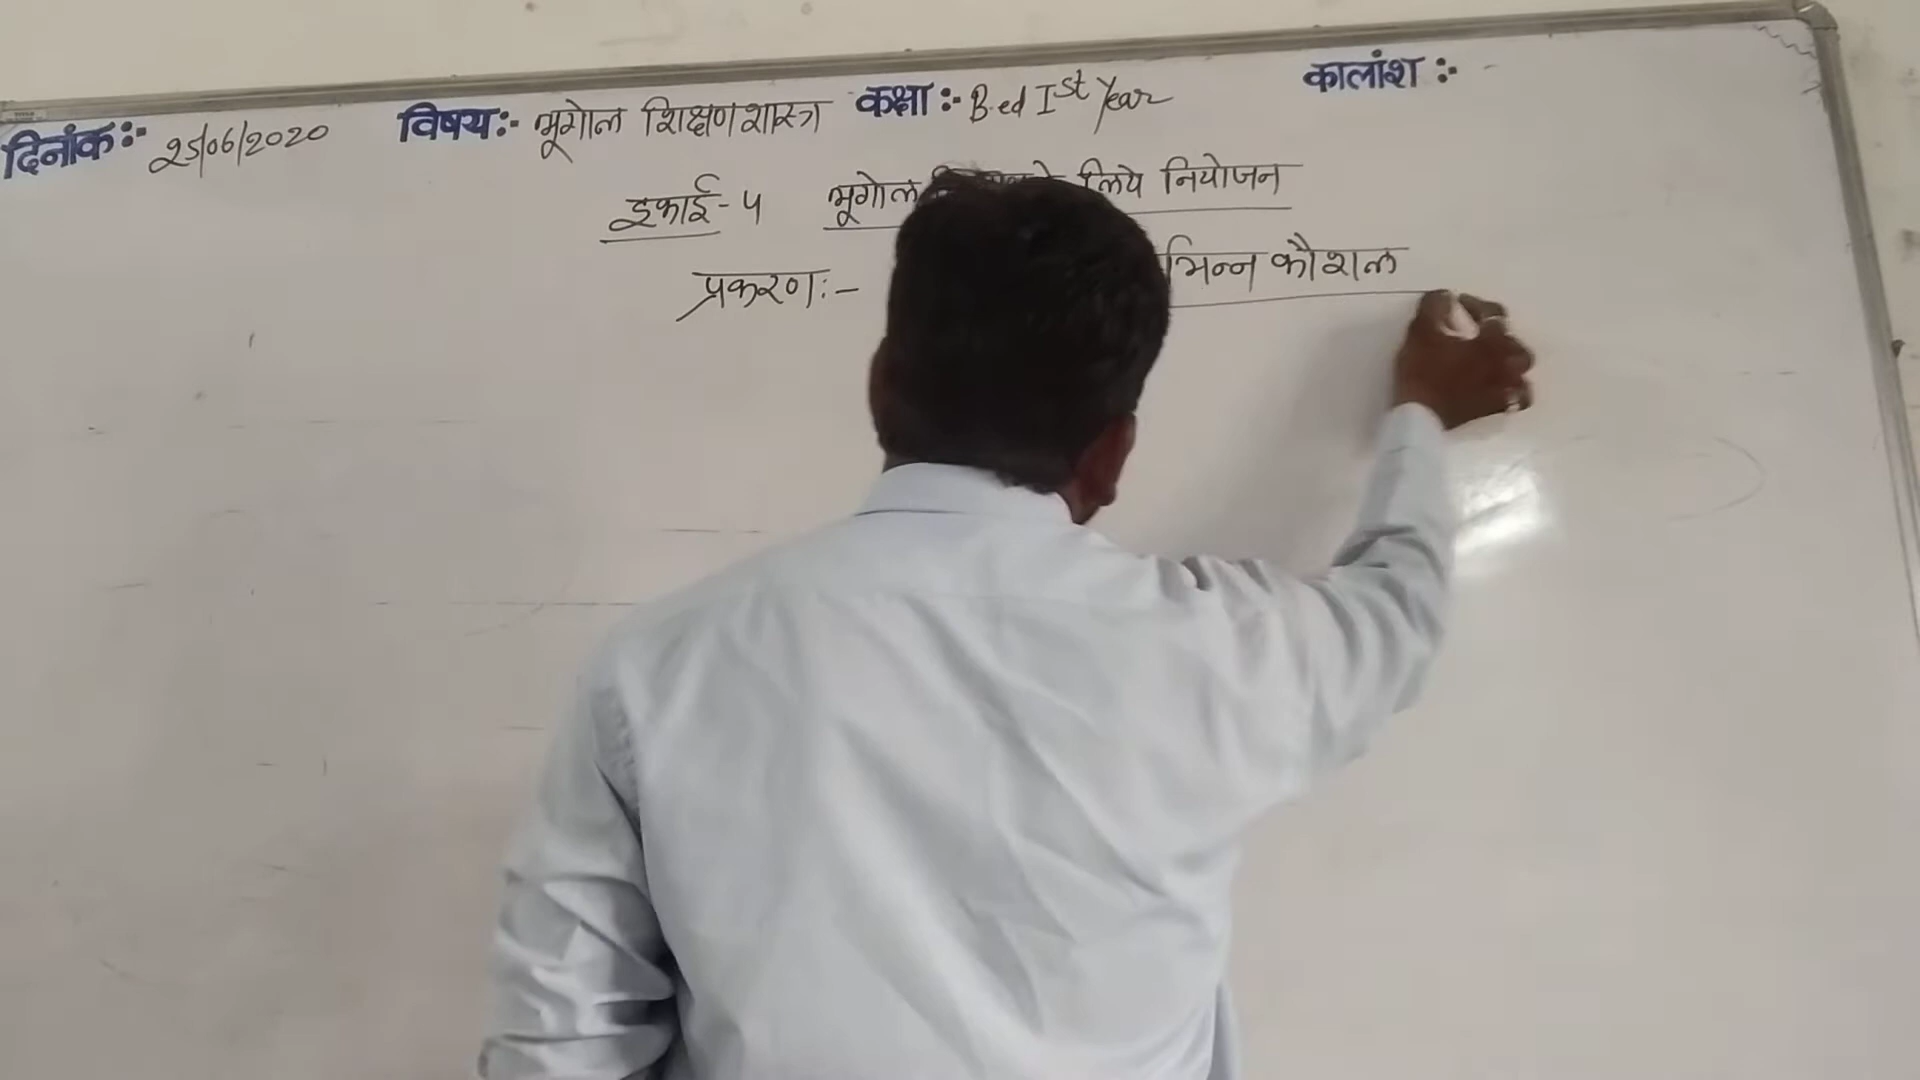 दिनांक:- 25/06/2020 विषय:- भूगोल शिक्षणशास्त्र कक्षा:- B.ed Ist Year कालांश:-
इकाई - 5 भूगोल के लिये नियोजन
प्रकरण:- भिन्न कौशल